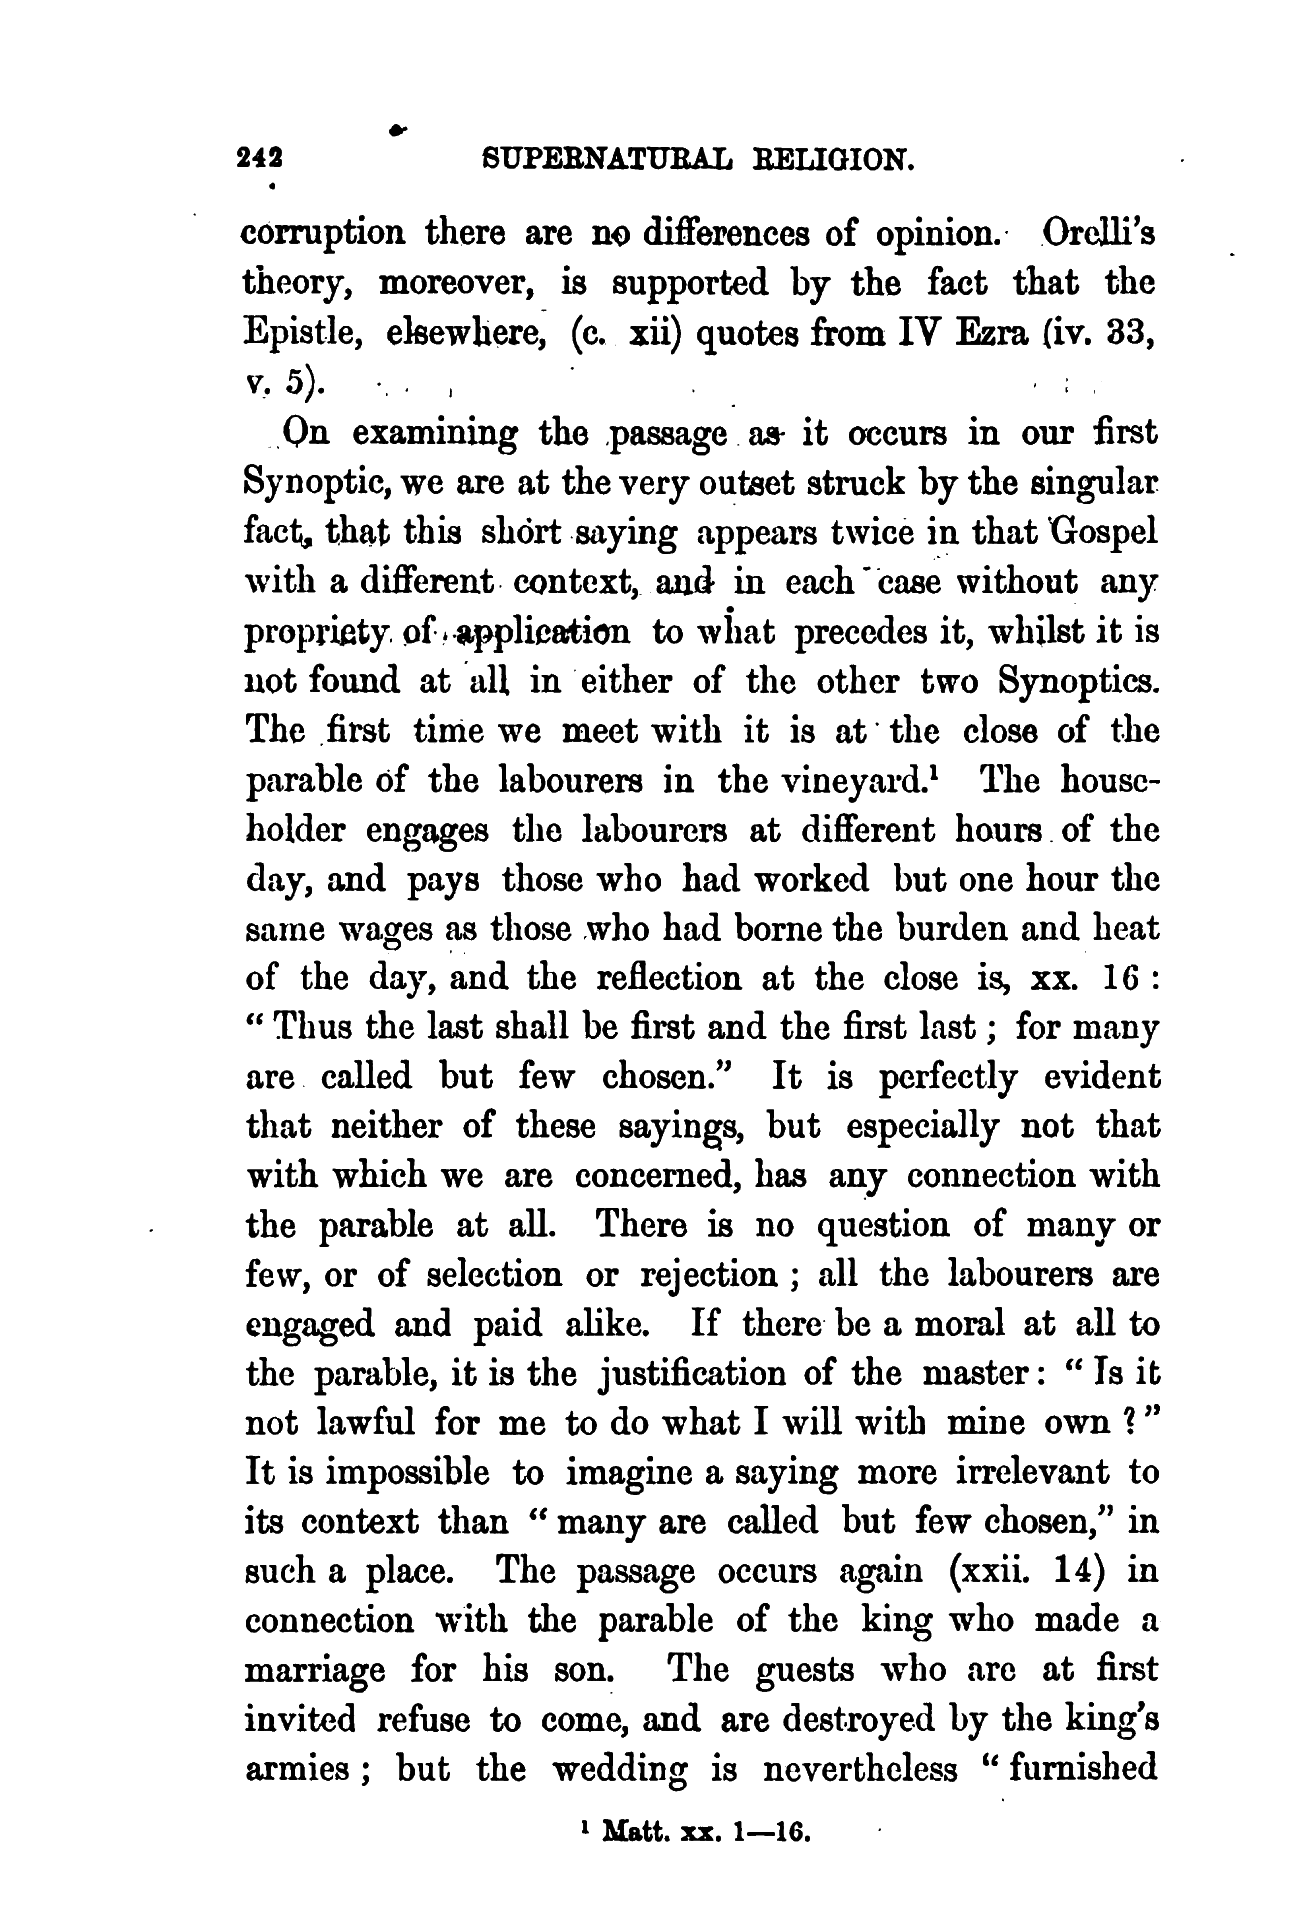 242 SUPERNATURAL RELIGION.
corruption there are no differences of opinion. Orelli's
theory, moreover, is supported by the fact that the
Epistle, elsewhere, (c. xii) quotes from IV Ezra (iv. 33,
v. 5).
On examining the passage as it occurs in our first
Synoptic, we are at the very outset struck by the singular
fact, that this short saying appears twice in that Gospel
with a different context, and in each case without any
propriety of application to what precedes it, whilst it is
not found at all in either of the other two Synoptics.
The first time we meet with it is at the close of the
parable of the labourers in the vineyard.¹ The house-
holder engages the labourers at different hours of the
day, and pays those who had worked but one hour the
same wages as those who had borne the burden and heat
of the day, and the reflection at the close is, xx. 16 :
“ Thus the last shall be first and the first last ; for many
are called but few chosen.” It is perfectly evident
that neither of these sayings, but especially not that
with which we are concerned, has any connection with
the parable at all. There is no question of many or
few, or of selection or rejection ; all the labourers are
engaged and paid alike. If there be a moral at all to
the parable, it is the justification of the master : “ Is it
not lawful for me to do what I will with mine own ? ”
It is impossible to imagine a saying more irrelevant to
its context than “ many are called but few chosen,” in
such a place. The passage occurs again (xxii. 14) in
connection with the parable of the king who made a
marriage for his son. The guests who are at first
invited refuse to come, and are destroyed by the king's
armies ; but the wedding is nevertheless “ furnished
¹ Matt. xx. 1—16.